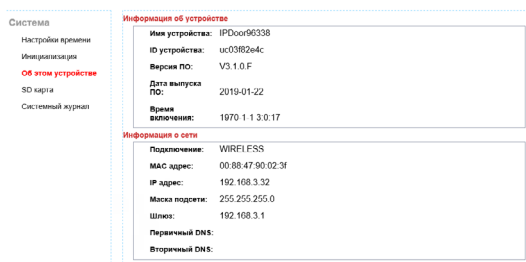 Система
Настройки времени
Инициализация
Об этом устройстве
SD карта
Системный журнал
Информация об устройстве
Имя устройства: IPDoor96338
ID устройства: uc03f82e4c
Версия ПО: V3.1.0.F
Дата выпуска ПО: 2019-01-22
Время включения: 1970-1-1 3:0:17
Информация о сети
Подключение: WIRELESS
MAC адрес: 00:88:47:90:02:3f
IP адрес: 192.168.3.32
Маска подсети: 255.255.255.0
Шлюз: 192.168.3.1
Первичный DNS:
Вторичный DNS: